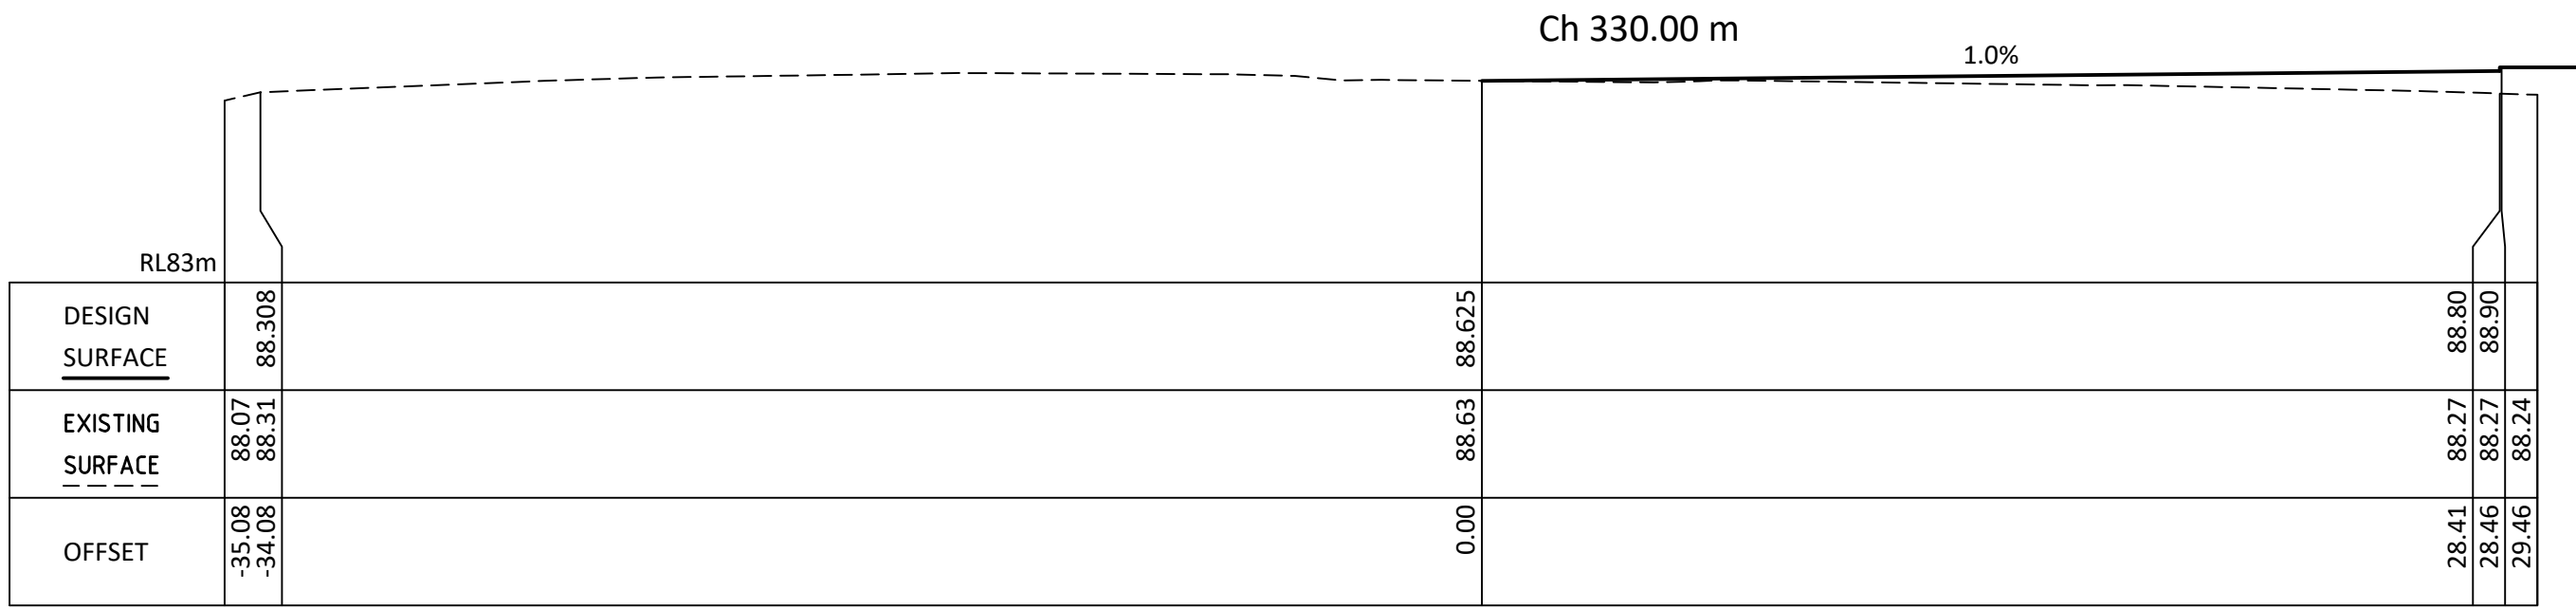 Ch 330.00 m
1.0%
RL83m
DESIGN
SURFACE
88.308
88.625
88.80
88.90
EXISTING
SURFACE
88.07
88.31
88.63
88.27
88.27
88.24
OFFSET
-35.08
-34.08
0.00
28.41
28.46
29.46